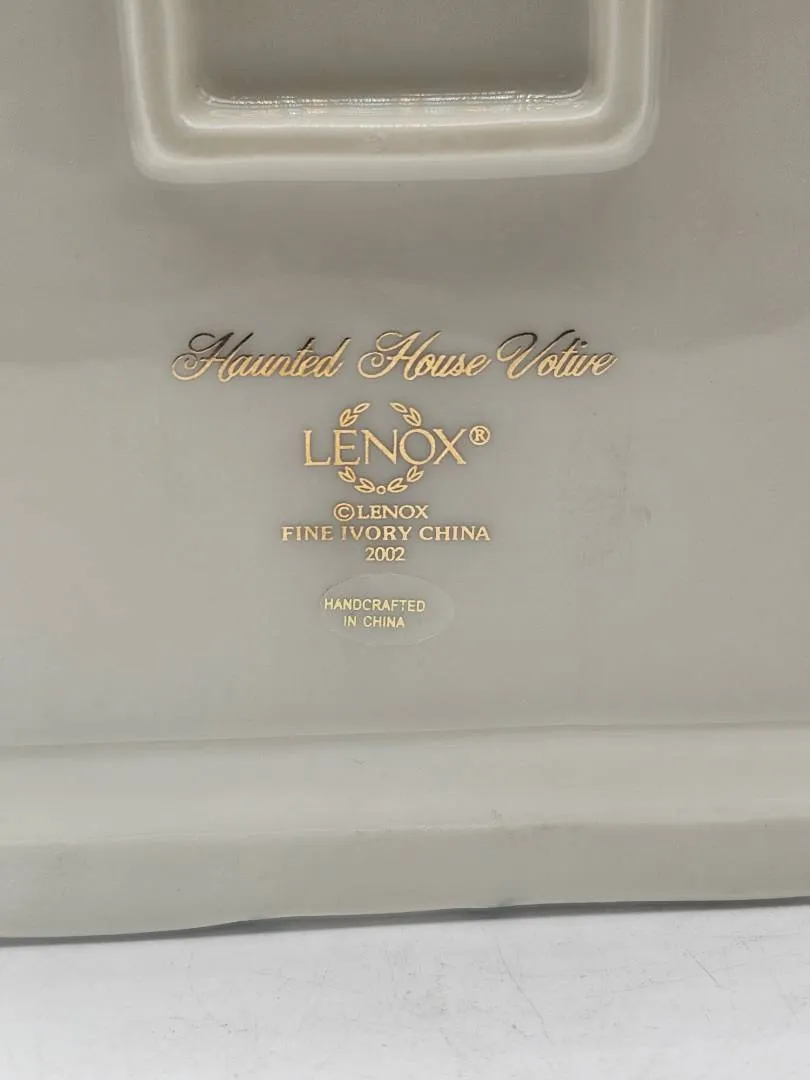 Haunted House Votive
LENOX®
©LENOX
FINE IVORY CHINA
2002
HANDCRAFTED
IN CHINA